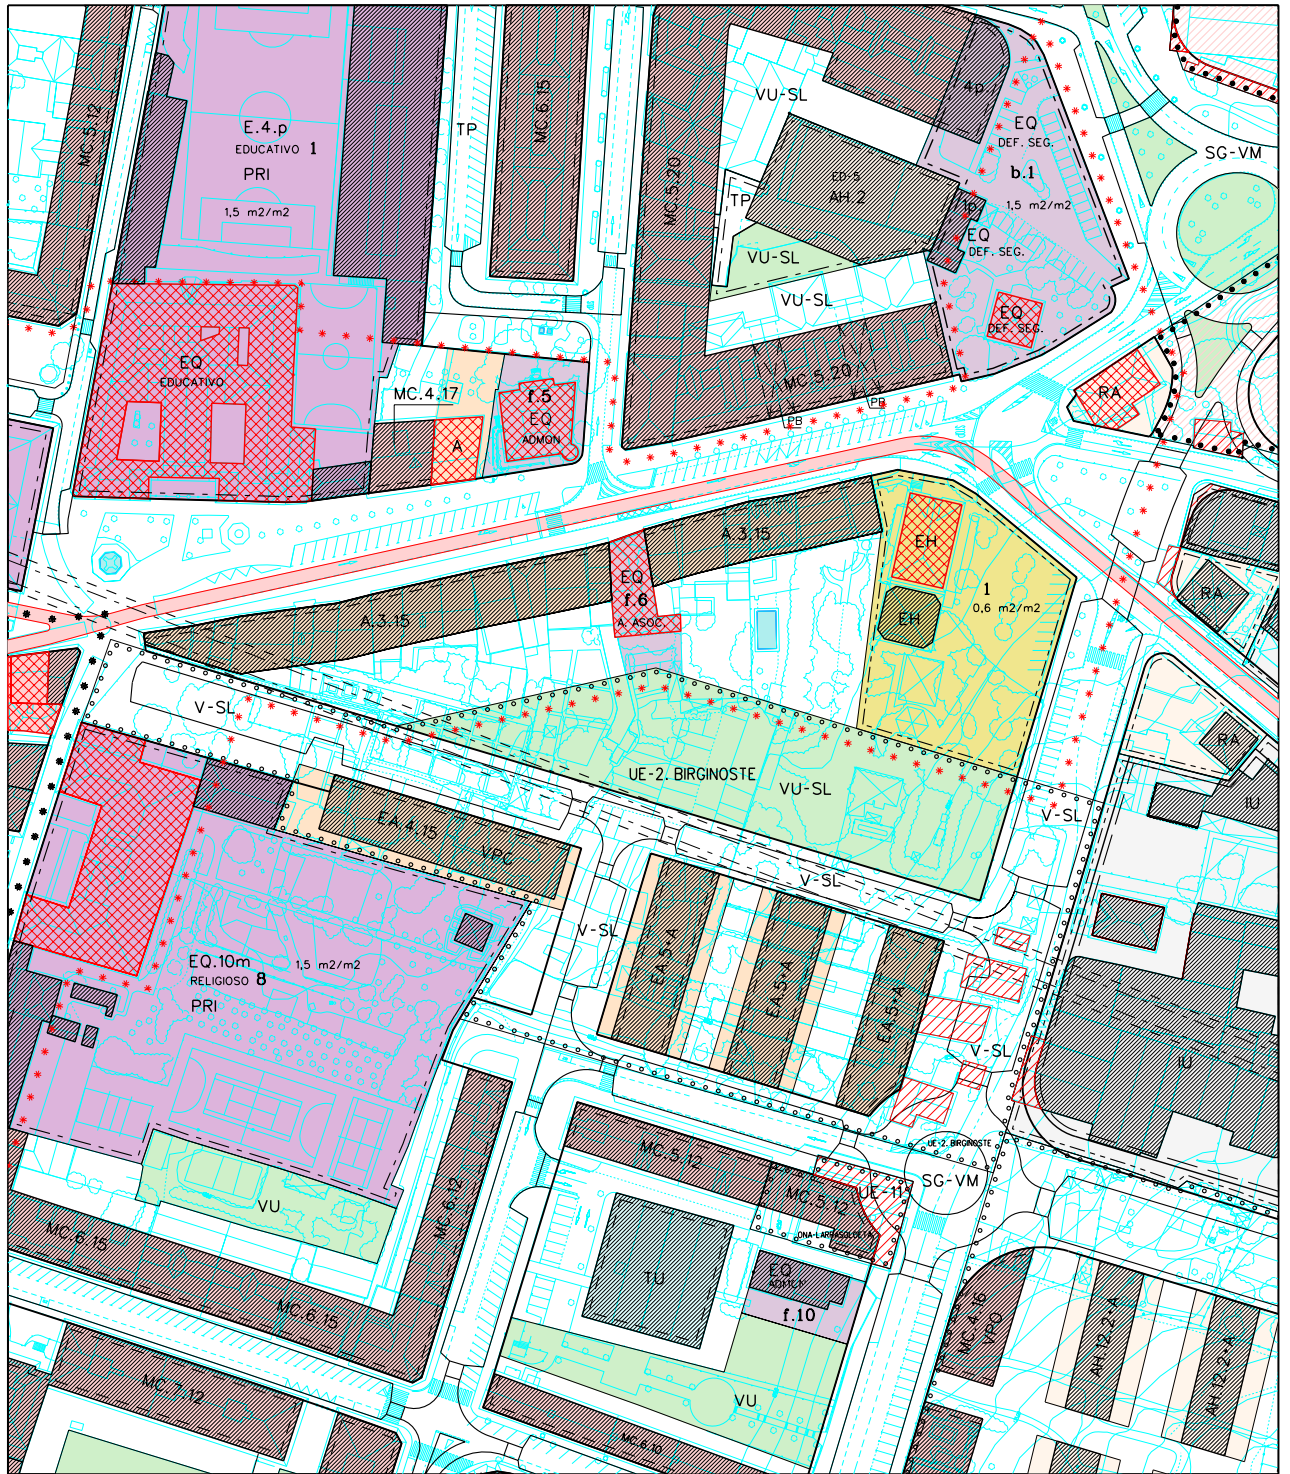 MC.5.12
E.4.p
EDUCATIVO 1
PRI
1,5 m2/m2
TP
MC.6.15
MC.5.20
VU-SL
4p.
EQ
DEF. SEG.
b.1
1,5 m2/m2
SG-VM
ED-5
AH.2
TP
1p.
EQ
DEF. SEG.
VU-SL
VU-SL
EQ
DEF. SEG.
EQ
EDUCATIVO
MC.4.17
A
f.5
EQ
ADMON
MC.5.20
PB
PB
RA
A.3.15
EH
EH
1
0,6 m2/m2
EQ
f.6
A. ASOC.
A.3.15
RA
V-SL
UE-2. BIRGINOSTE
VU-SL
RA
IU
V-SL
EA.4.15
VPC
V-SL
V-SL
EA.5+A
EA.5+A
EA.5+A
EQ.10m
RELIGIOSO 8
PRI
1,5 m2/m2
V-SL
IU
UE-2. BIRGINOSTE
SG-VM
MC.5.12
MC.5.12
UE-11
ONA-LARRASOLOETA
MC.6.12
VU
MC.6.15
MC.6.15
TU
EQ
ADMON
f.10
VU
MC.4.16
VPO
AH.12.2+A
AH.12.2+A
MC.7.12
MC.6.10